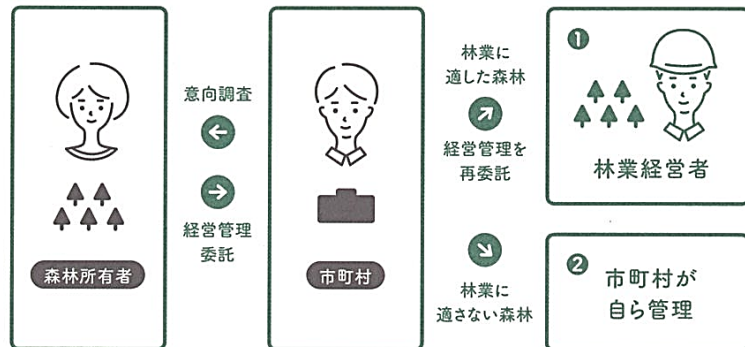 森林所有者
意向調査
経営管理
委託
市町村
林業に
適した森林
経営管理を
再委託
林業に
適さない森林
1
林業経営者
2
市町村が
自ら管理